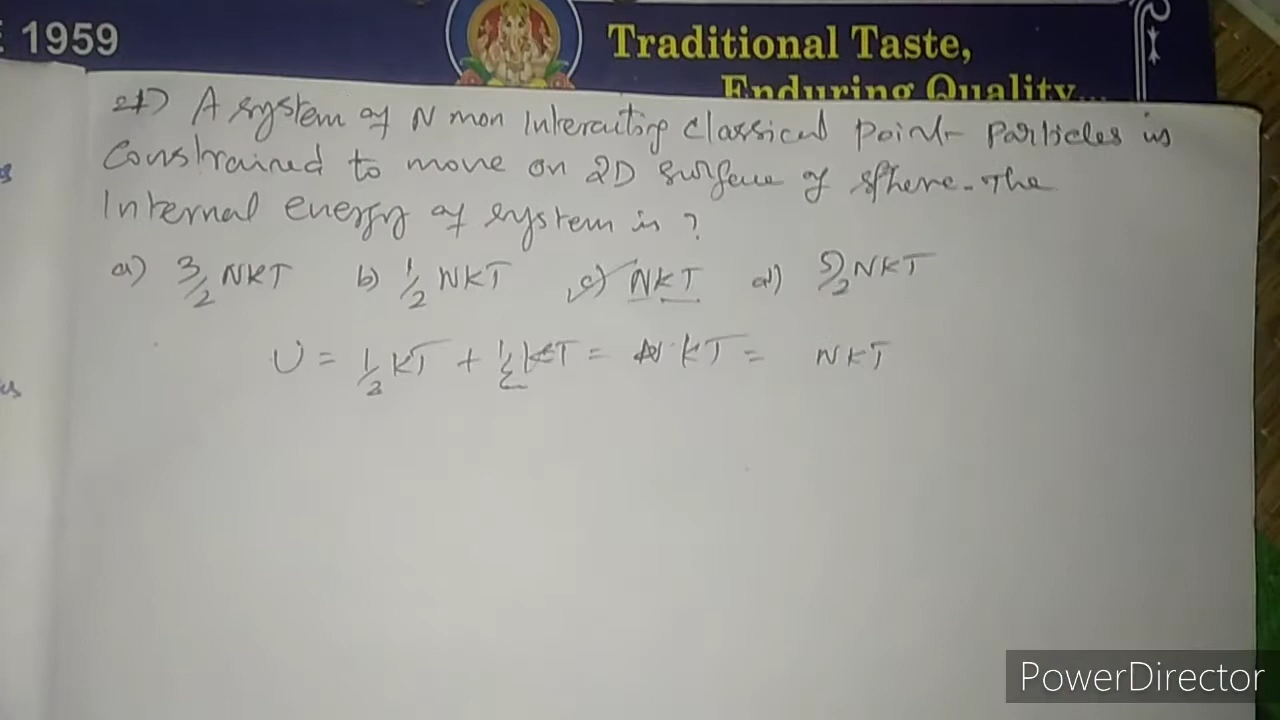 E 1959
Traditional Taste,
Enduring Quality...
27) A system of N non Interacting classical point particles is
Constrained to move on 2D surface of sphere. The
Internal energy of system is ?
a) 3/2 NKT b) 1/2 NKT c) NKT d) 5/2 NKT
U = 1/2 KT + 1/2 KT = N KT = NKT
PowerDirector